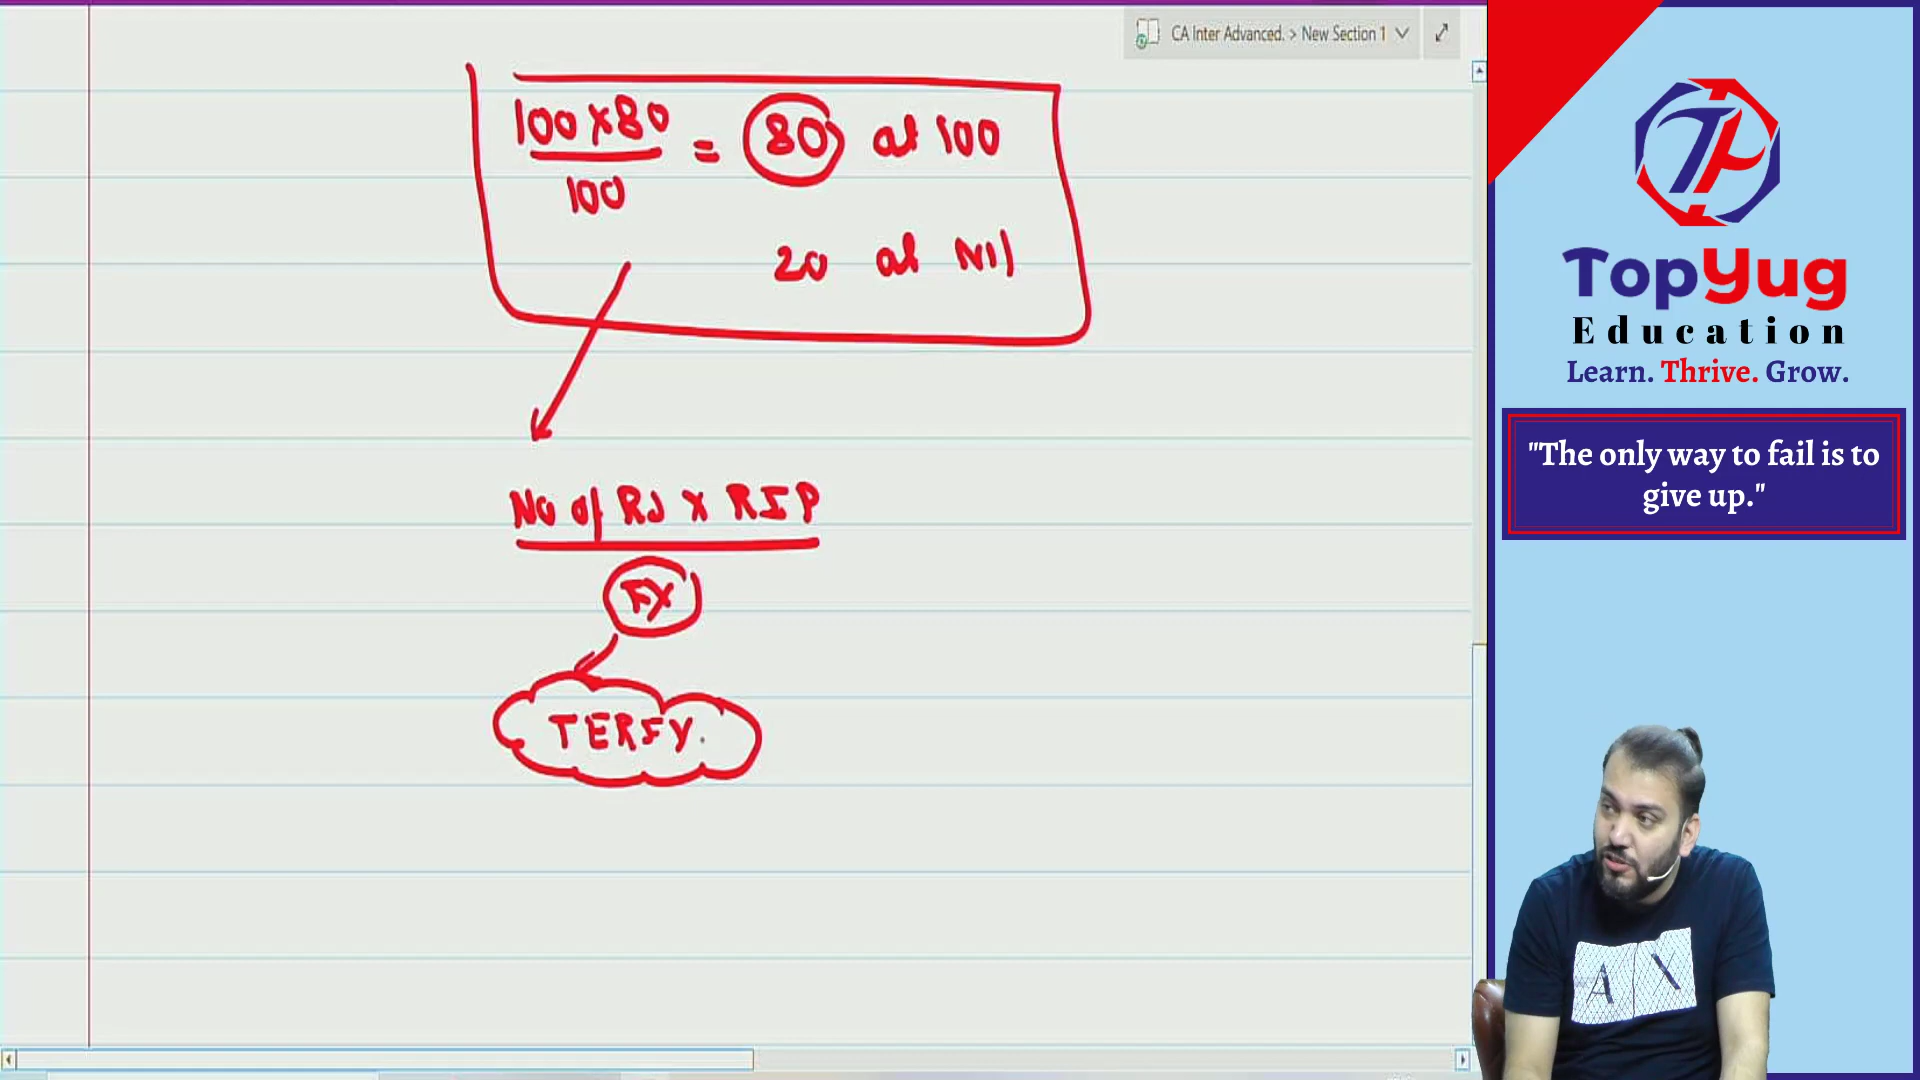 CA Inter Advanced. > New Section 1
100 x 80
100
= 80 at 100
20 at Nil
No of RS x RIP
FX
TERFY.
TopYug
Education
Learn. Thrive. Grow.
"The only way to fail is to
give up."
A X